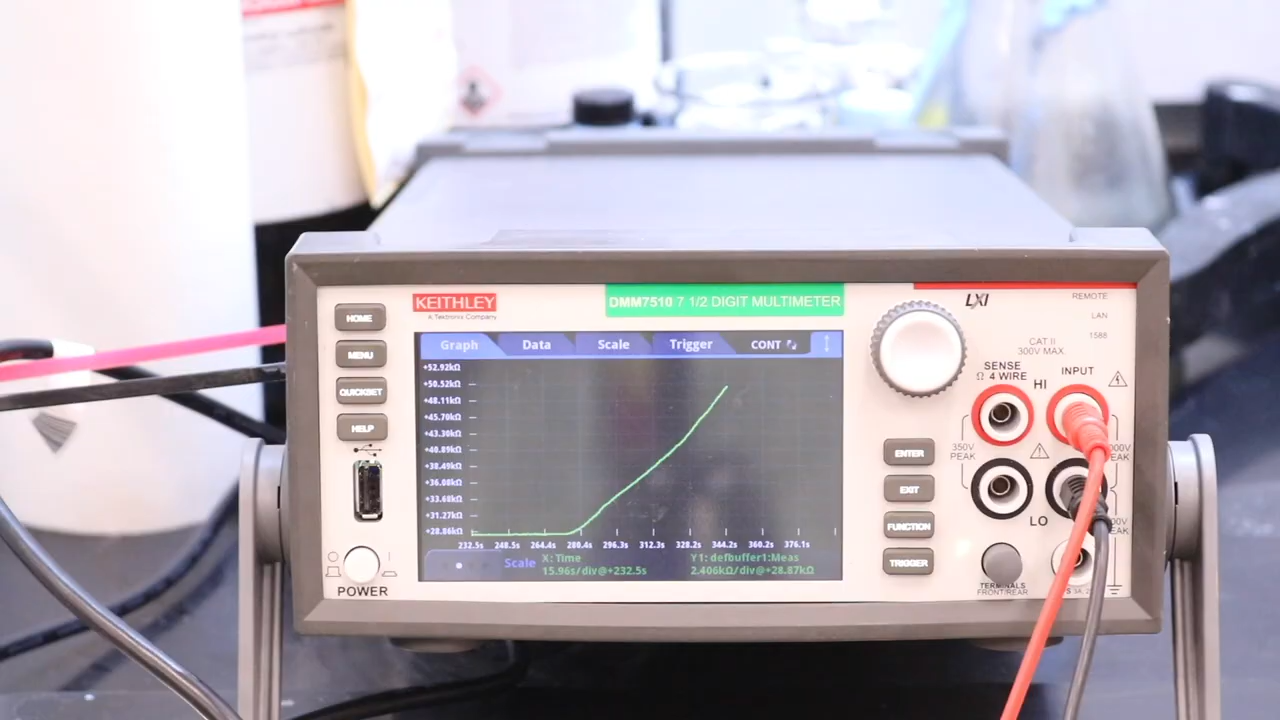 KEITHLEY
A Tektronix Company
DMM7510 7 1/2 DIGIT MULTIMETER
LXI
REMOTE
LAN
1588
HOME
MENU
QUICKSET
HELP
POWER
Graph Data Scale Trigger CONT
+52.92kΩ
+50.52kΩ
+48.11kΩ
+45.70kΩ
+43.30kΩ
+40.89kΩ
+38.49kΩ
+36.08kΩ
+33.68kΩ
+31.27kΩ
+28.86kΩ
232.5s 248.5s 264.4s 280.4s 296.3s 312.3s 328.2s 344.2s 360.2s 376.1s
Scale
X: Time
15.96s/div@+232.5s
Y1: defbuffer1:Meas
2.406kΩ/div@+28.87kΩ
ENTER
EXIT
FUNCTION
TRIGGER
CAT II
300V MAX
SENSE
Ω 4 WIRE
HI
INPUT
350V
PEAK
LO
TERMINALS
FRONT/REAR